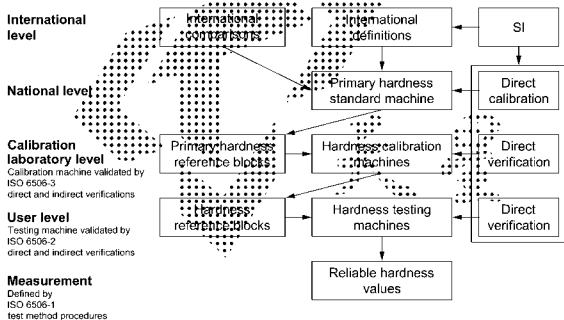 International
level
International
comparisons
International
definitions
SI
National level
Primary hardness
standard machine
Direct
calibration
Calibration
laboratory level
Calibration machine validated by
ISO 6506-3
direct and indirect verifications
Primary hardness
reference blocks
Hardness calibration
machines
Direct
verification
User level
Testing machine validated by
ISO 6506-2
direct and indirect verifications
Hardness
reference blocks
Hardness testing
machines
Direct
verification
Measurement
Defined by
ISO 6506-1
test method procedures
Reliable hardness
values